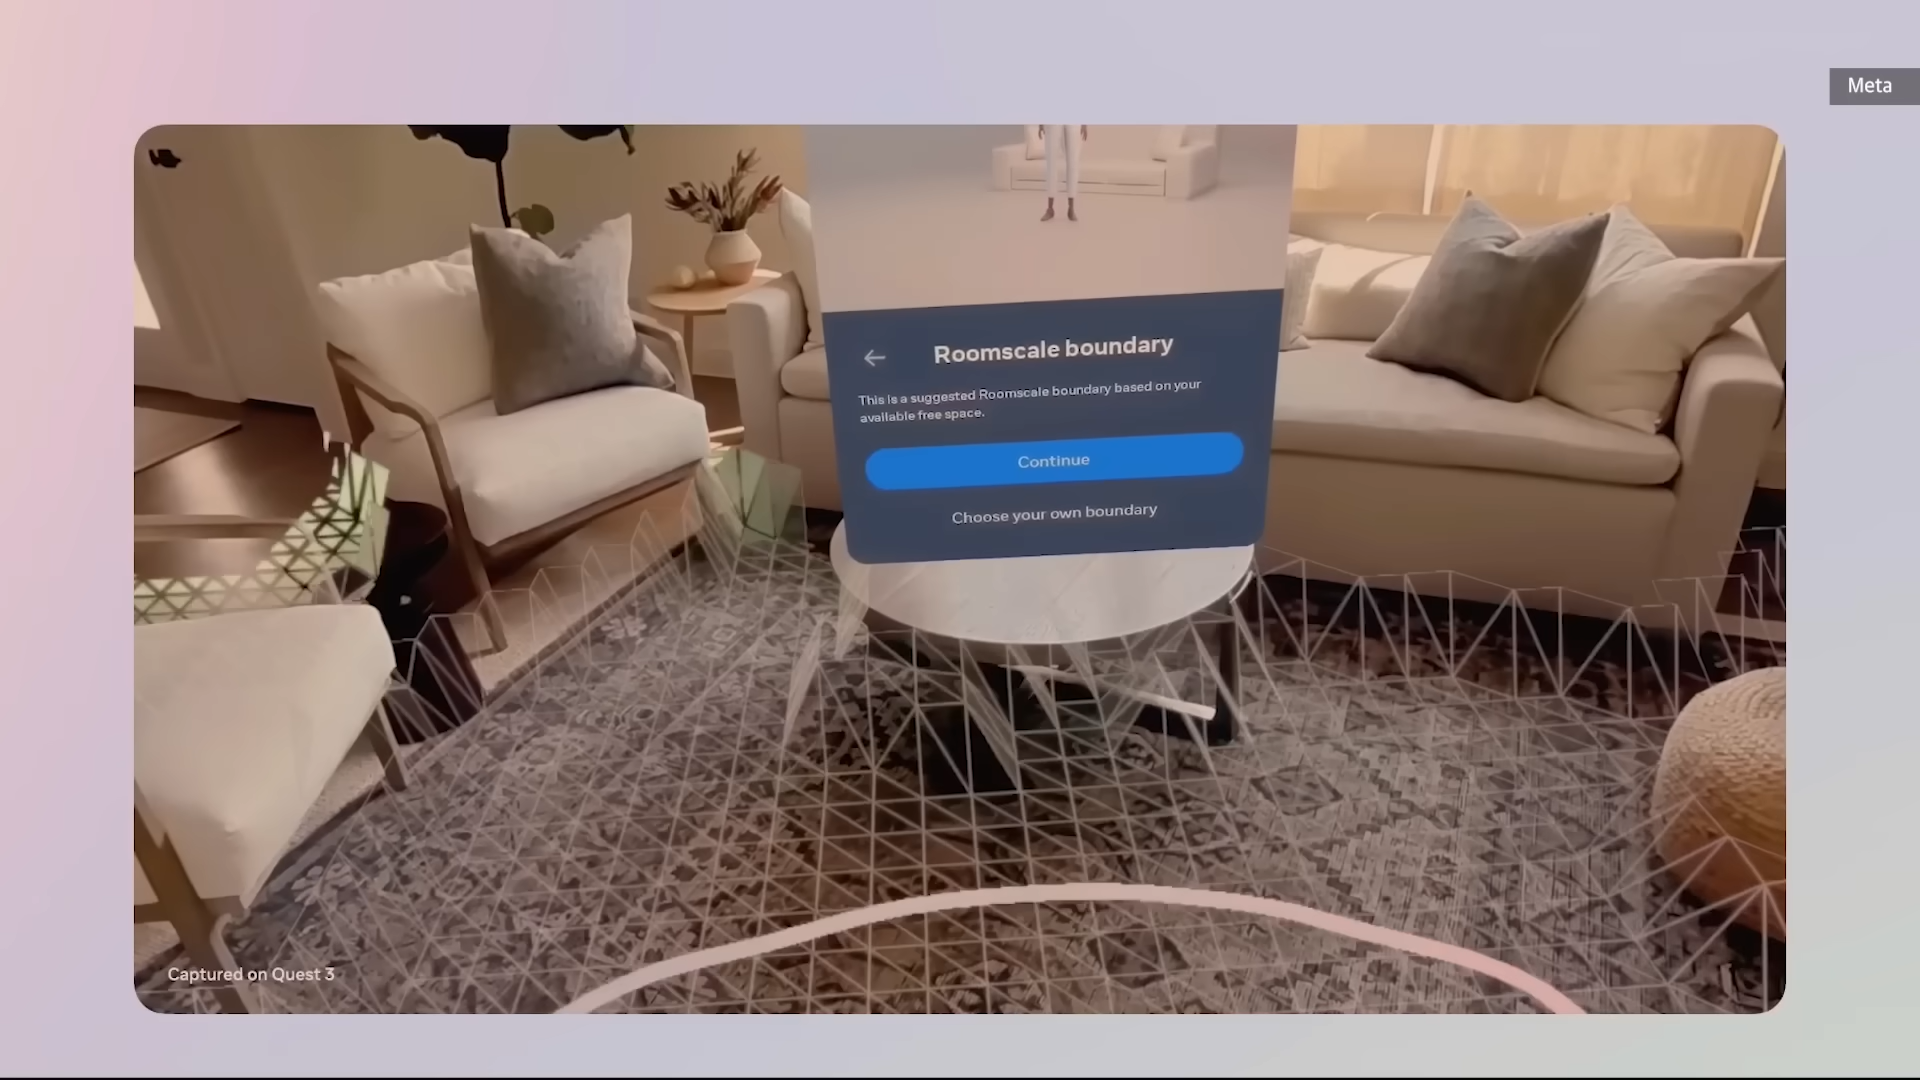 Meta
Roomscale boundary
This is a suggested Roomscale boundary based on your
available free space.
Continue
Choose your own boundary
Captured on Quest 3